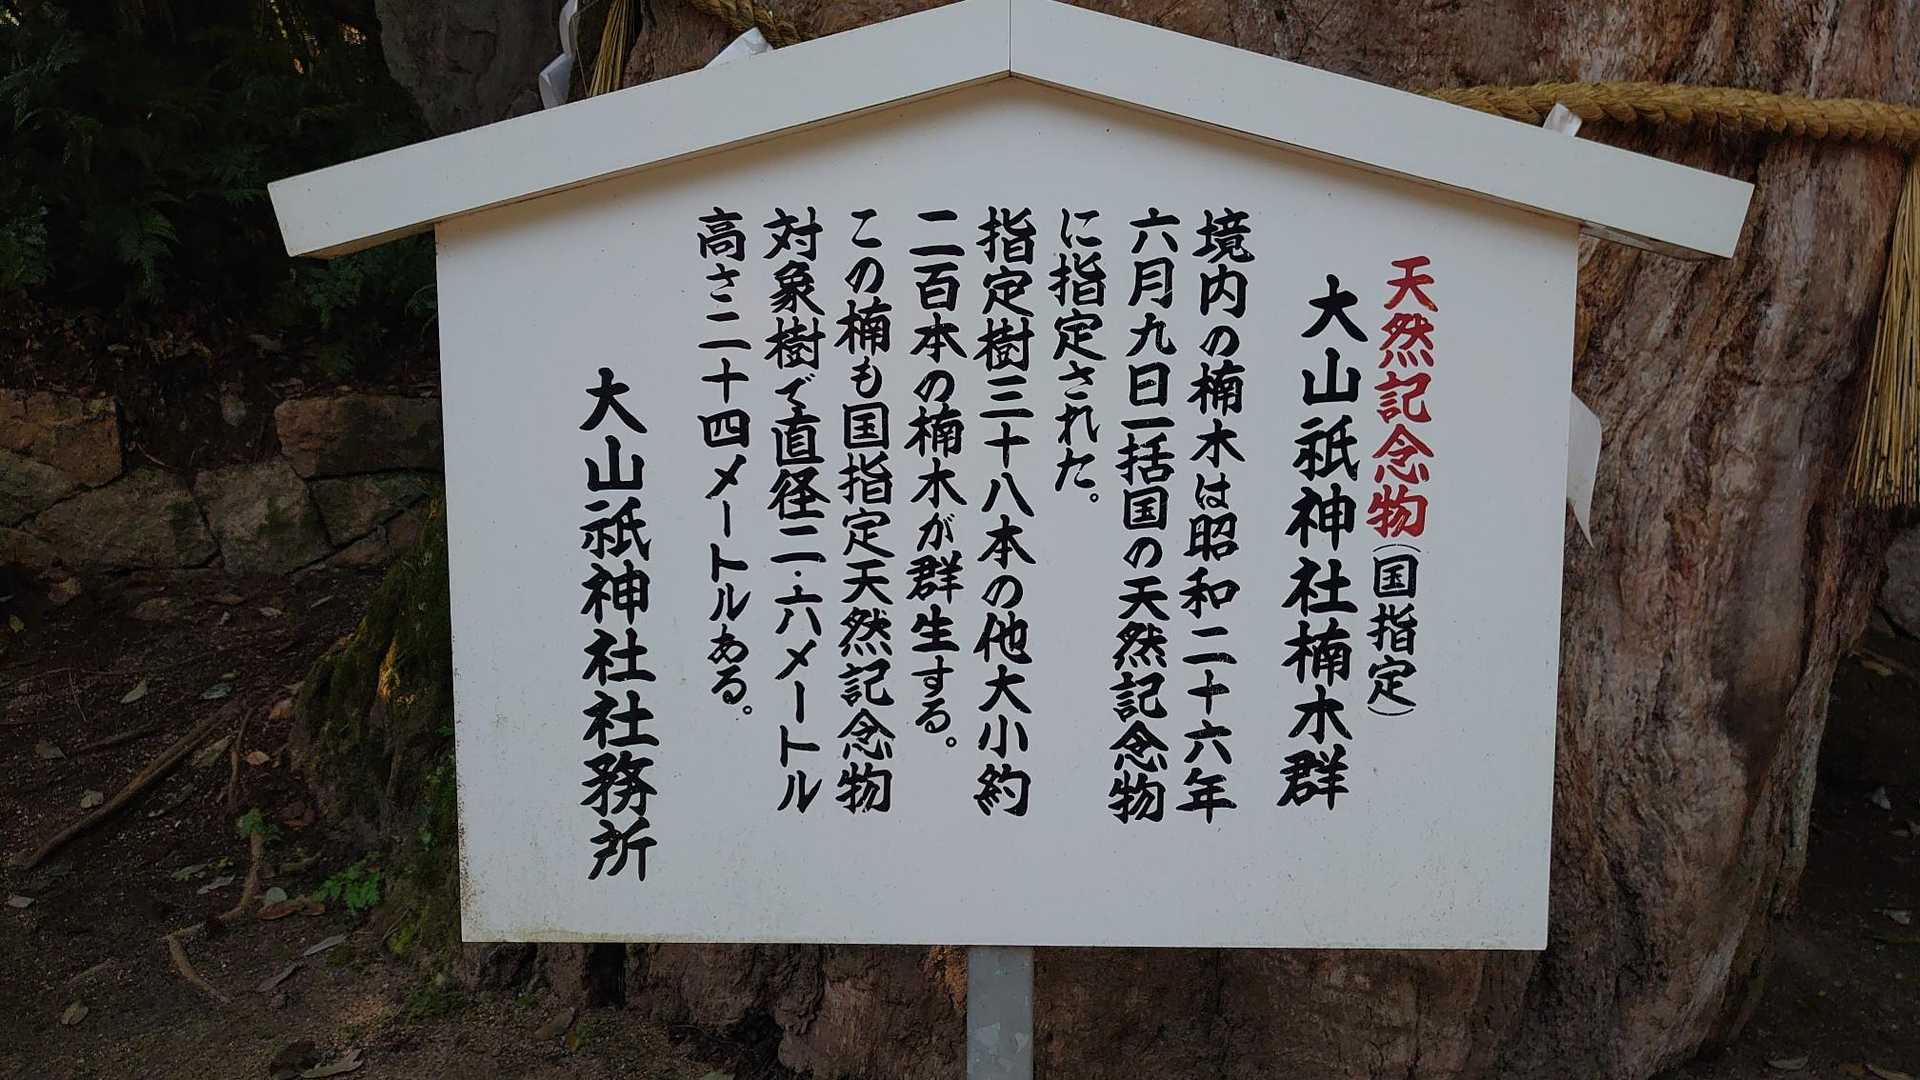 天然記念物(国指定)
大山祇神社楠木群
境内の楠木は昭和二十六年
六月九日一括国の天然記念物
に指定された。
指定樹三十八本の他大小約
二百本の楠木が群生する。
この楠も国指定天然記念物
対象樹で直径二・六メートル
高さ二十四メートルある。
大山祇神社社務所